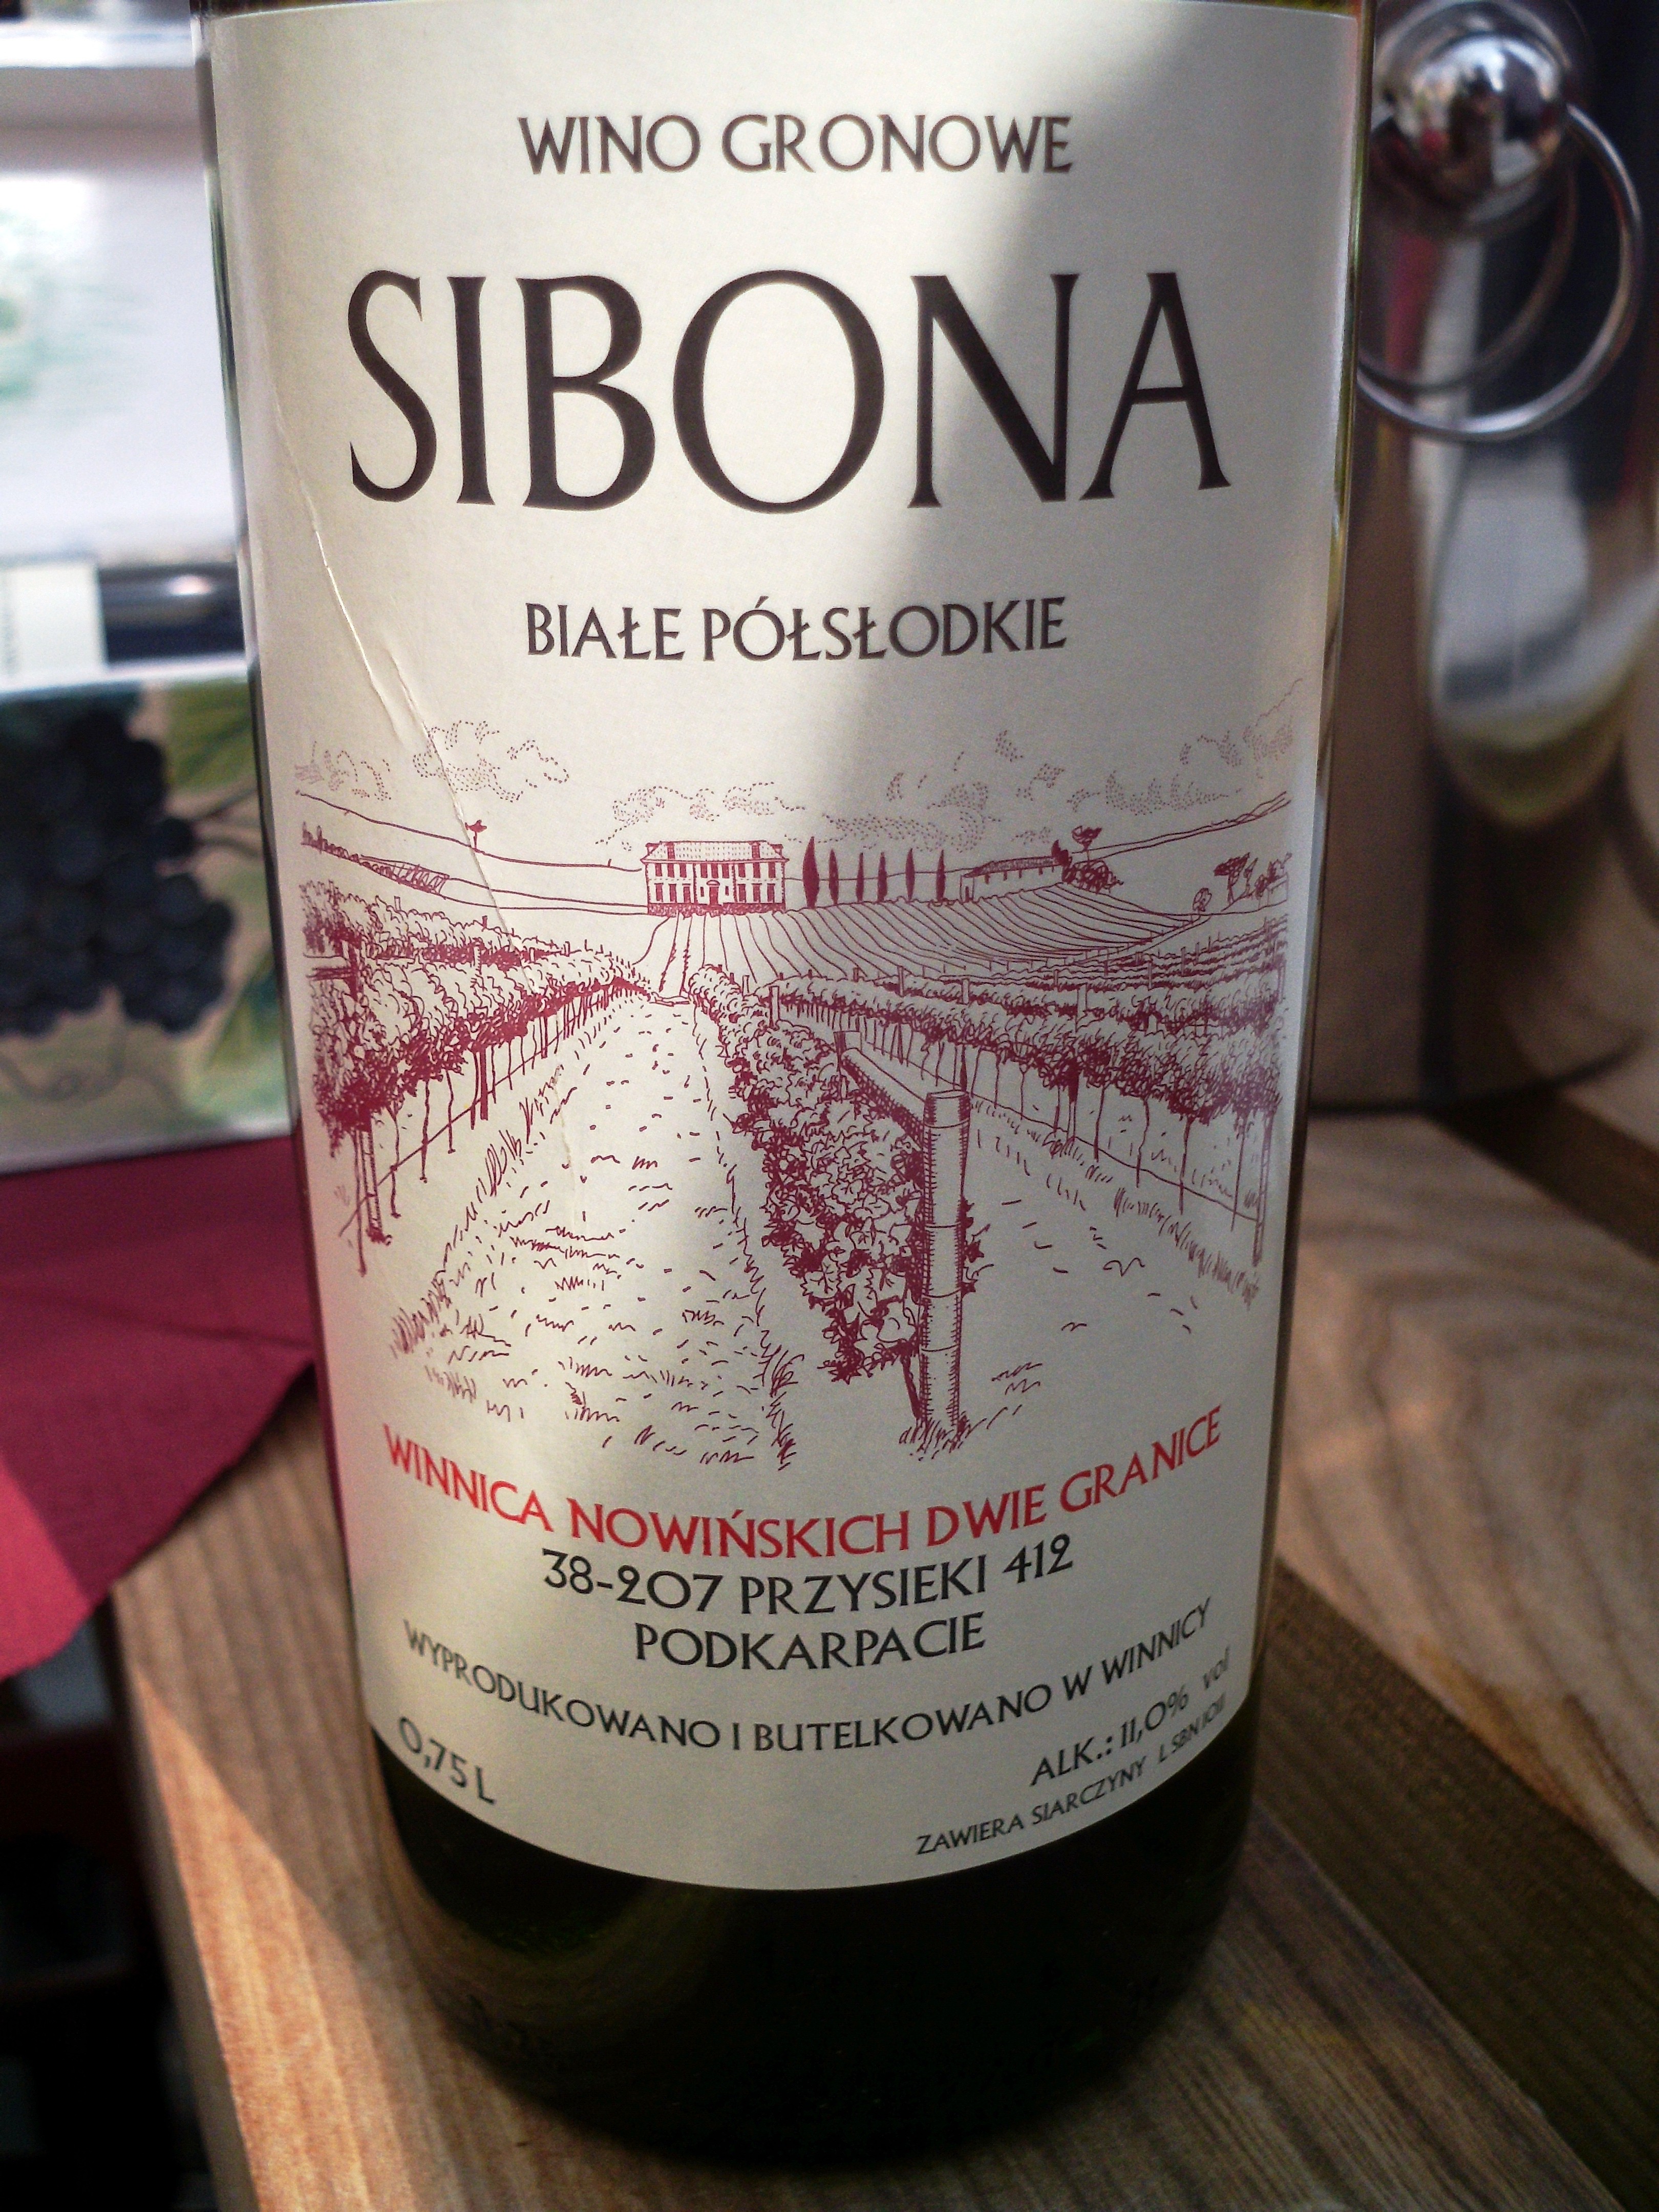 WINO GRONOWE
SIBONA
BIAŁE PÓŁSŁODKIE
WINNICA NOWIŃSKICH DWIE GRANICE
38-207 PRZYSIEKI 412
PODKARPACIE
WYPRODUKOWANO I BUTELKOWANO W WINNICY
0,75 L
ALK.: 11,0% vol
ZAWIERA SIARCZYNY L SBN1011